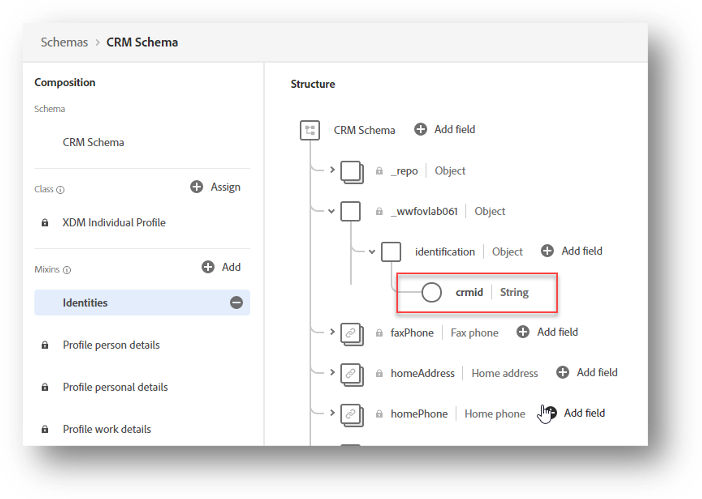 Schemas > CRM Schema
Composition
Schema
CRM Schema
Class
Assign
XDM Individual Profile
Mixins
Add
Identities
Profile person details
Profile personal details
Profile work details
Structure
CRM Schema Add field
_repo | Object
_wwfovlab061 | Object
identification | Object Add field
crmid | String
faxPhone | Fax phone Add field
homeAddress | Home address Add field
homePhone | Home phone Add field